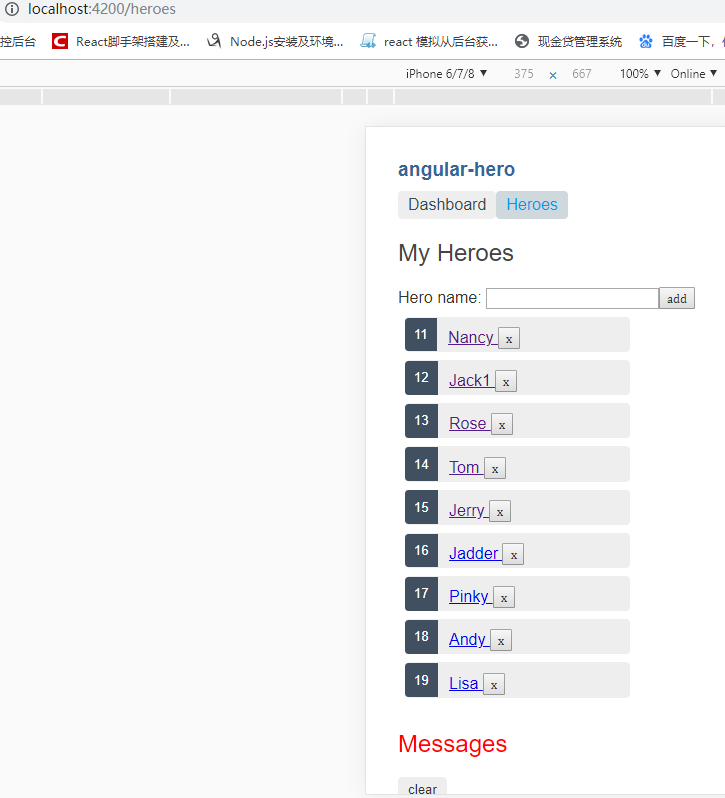 localhost:4200/heroes
控后台 React脚手架搭建及... Node.js安装及环境... react 模拟从后台获... 现金贷管理系统 百度一下，
iPhone 6/7/8 ▼ 375 × 667 100% ▼ Online ▼
angular-hero
Dashboard Heroes
My Heroes
Hero name: add
11 Nancy x
12 Jack1 x
13 Rose x
14 Tom x
15 Jerry x
16 Jadder x
17 Pinky x
18 Andy x
19 Lisa x
Messages
clear